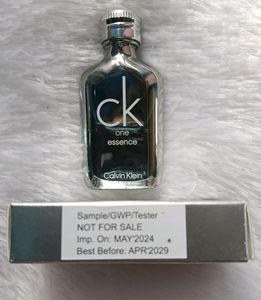 ck
one
essence
Calvin Klein
Sample/GWP/Tester
NOT FOR SALE
Imp. On: MAY'2024
Best Before: APR'2029